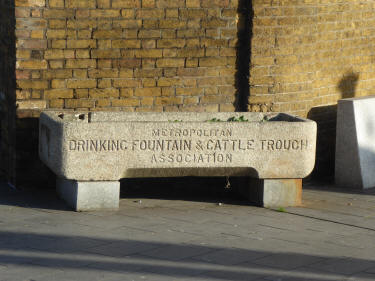 METROPOLITAN
DRINKING FOUNTAIN & CATTLE TROUGH
ASSOCIATION